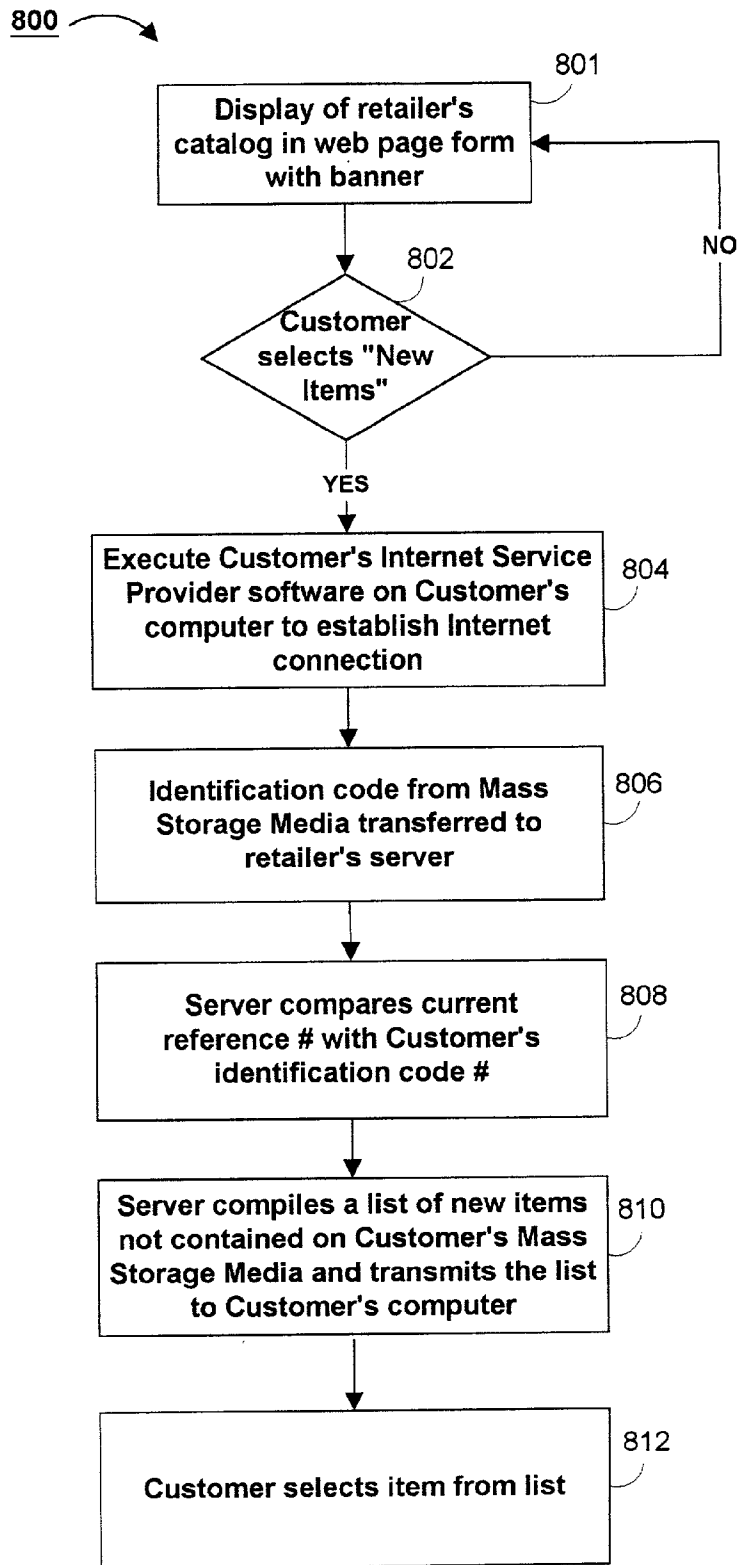 800
801
Display of retailer's
catalog in web page form
with banner
NO
802
Customer
selects "New
Items"
YES
Execute Customer's Internet Service
Provider software on Customer's
computer to establish Internet
connection
804
Identification code from Mass
Storage Media transferred to
retailer's server
806
Server compares current
reference # with Customer's
identification code #
808
Server compiles a list of new items
not contained on Customer's Mass
Storage Media and transmits the list
to Customer's computer
810
Customer selects item from list
812